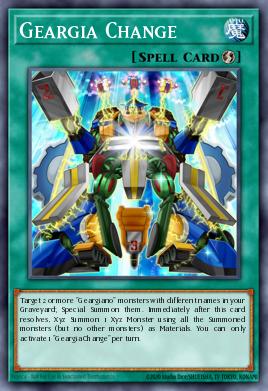 Geargia Change
魔
[Spell Card]
Target 2 or more "Geargiano" monsters with different names in your
Graveyard; Special Summon them. Immediately after this card
resolves, Xyz Summon 1 Xyz Monster using all the Summoned
monsters (but no other monsters) as Materials. You can only
activate 1 "Geargia Change" per turn.